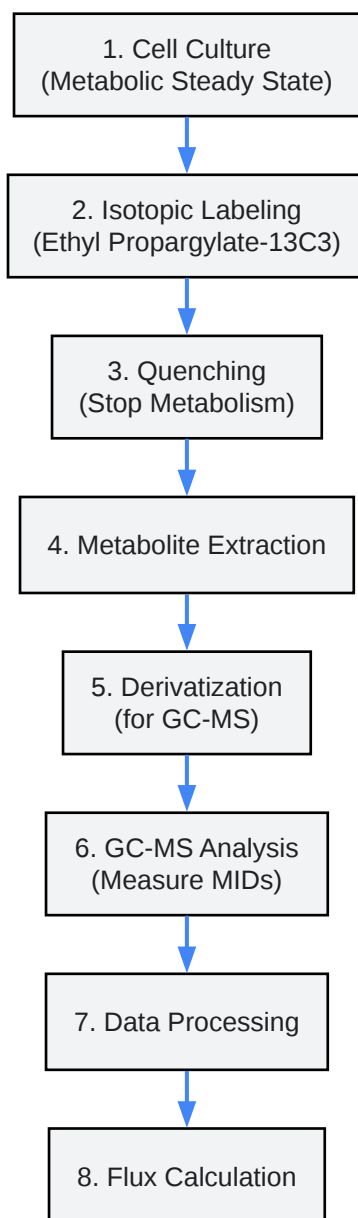 1. Cell Culture
(Metabolic Steady State)
2. Isotopic Labeling
(Ethyl Propargylate-13C3)
3. Quenching
(Stop Metabolism)
4. Metabolite Extraction
5. Derivatization
(for GC-MS)
6. GC-MS Analysis
(Measure MIDs)
7. Data Processing
8. Flux Calculation